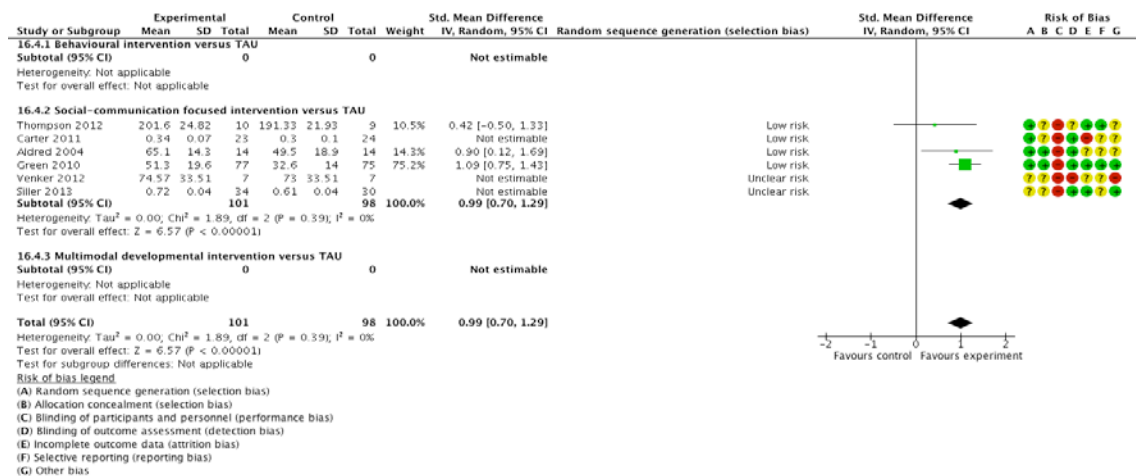 Experimental Control Std. Mean Difference Std. Mean Difference Risk of Bias
Study or Subgroup Mean SD Total Mean SD Total Weight IV, Random, 95% CI Random sequence generation (selection bias) IV, Random, 95% CI A B C D E F G
16.4.1 Behavioural intervention versus TAU
Subtotal (95% CI) 0 0 Not estimable
Heterogeneity: Not applicable
Test for overall effect: Not applicable
16.4.2 Social-communication focused intervention versus TAU
Thompson 2012 201.6 24.82 10 191.33 21.93 9 10.5% 0.42 [-0.50, 1.33] Low risk + ? - ? + + ?
Carter 2011 0.34 0.07 23 0.3 0.1 24 Not estimable Low risk + ? - + - + ?
Aldred 2004 65.1 14.3 14 49.5 18.9 14 14.3% 0.90 [0.12, 1.69] Low risk + + - + + ? ?
Green 2010 51.3 19.6 77 32.6 14 75 75.2% 1.09 [0.75, 1.43] Low risk + + - + + + +
Venker 2012 74.57 33.51 7 73 33.51 7 Not estimable Unclear risk ? ? - - ? ? -
Siller 2013 0.72 0.04 34 0.61 0.04 30 Not estimable Unclear risk ? ? - + + ? ?
Subtotal (95% CI) 101 98 100.0% 0.99 [0.70, 1.29]
Heterogeneity: Tau² = 0.00; Chi² = 1.89, df = 2 (P = 0.39); I² = 0%
Test for overall effect: Z = 6.57 (P < 0.00001)
16.4.3 Multimodal developmental intervention versus TAU
Subtotal (95% CI) 0 0 Not estimable
Heterogeneity: Not applicable
Test for overall effect: Not applicable
Total (95% CI) 101 98 100.0% 0.99 [0.70, 1.29]
Heterogeneity: Tau² = 0.00; Chi² = 1.89, df = 2 (P = 0.39); I² = 0%
Test for overall effect: Z = 6.57 (P < 0.00001)
Test for subgroup differences: Not applicable
-2 -1 0 1 2
Favours control Favours experiment
Risk of bias legend
(A) Random sequence generation (selection bias)
(B) Allocation concealment (selection bias)
(C) Blinding of participants and personnel (performance bias)
(D) Blinding of outcome assessment (detection bias)
(E) Incomplete outcome data (attrition bias)
(F) Selective reporting (reporting bias)
(G) Other bias